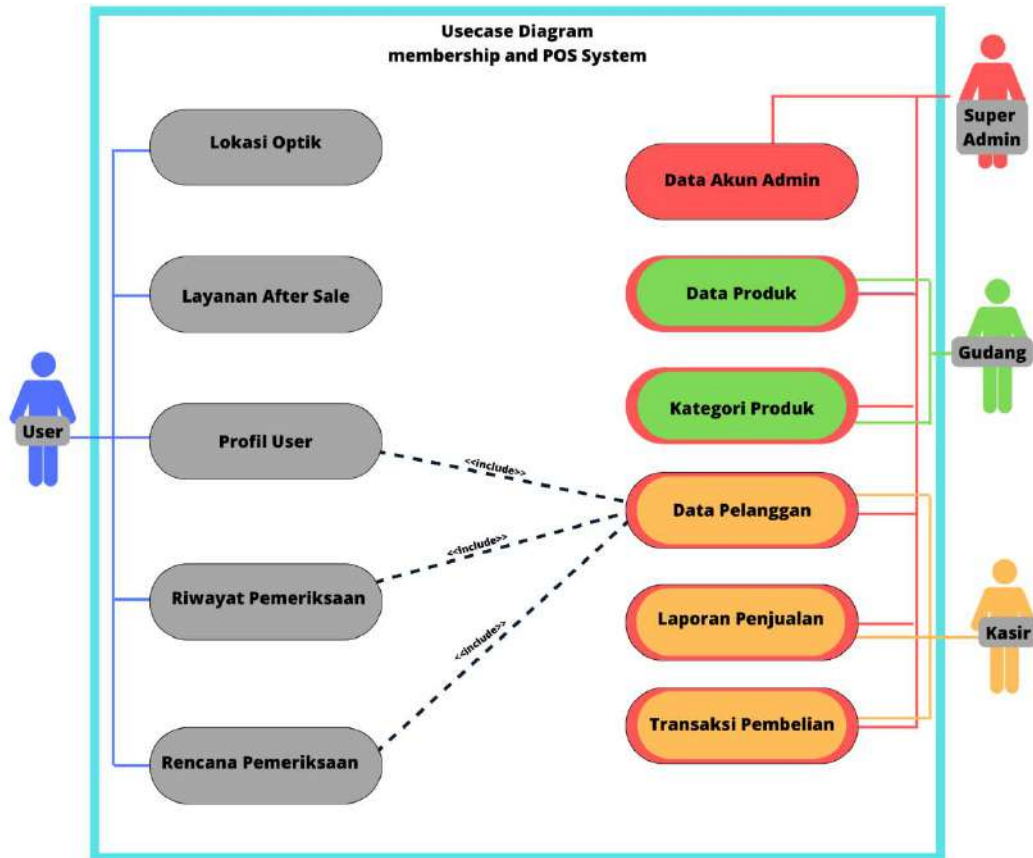 Usecase Diagram
membership and POS System
Lokasi Optik
Layanan After Sale
Profil User
Riwayat Pemeriksaan
Rencana Pemeriksaan
User
<<include>>
<<include>>
<<include>>
Data Akun Admin
Data Produk
Kategori Produk
Data Pelanggan
Laporan Penjualan
Transaksi Pembelian
Super
Admin
Gudang
Kasir